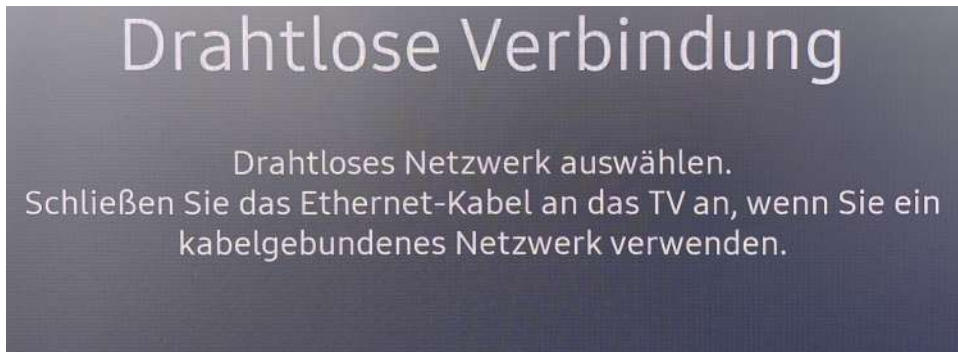 Drahtlose Verbindung
Drahtloses Netzwerk auswählen.
Schließen Sie das Ethernet-Kabel an das TV an, wenn Sie ein
kabelgebundenes Netzwerk verwenden.